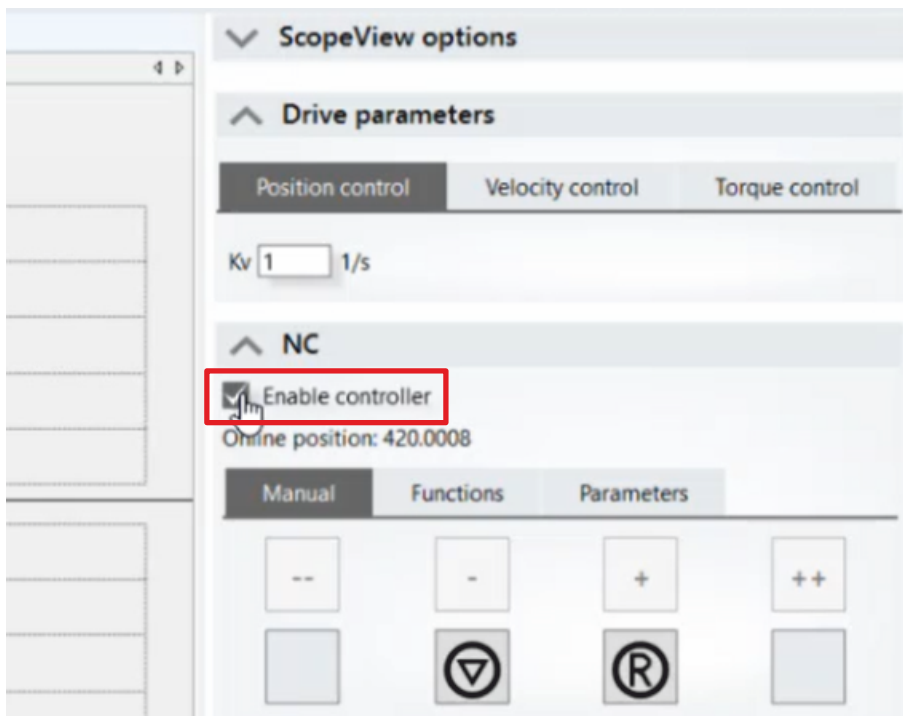 ScopeView options
Drive parameters
Position control Velocity control Torque control
Kv 1 1/s
NC
Enable controller
Online position: 420.0008
Manual Functions Parameters
-- - + ++
R